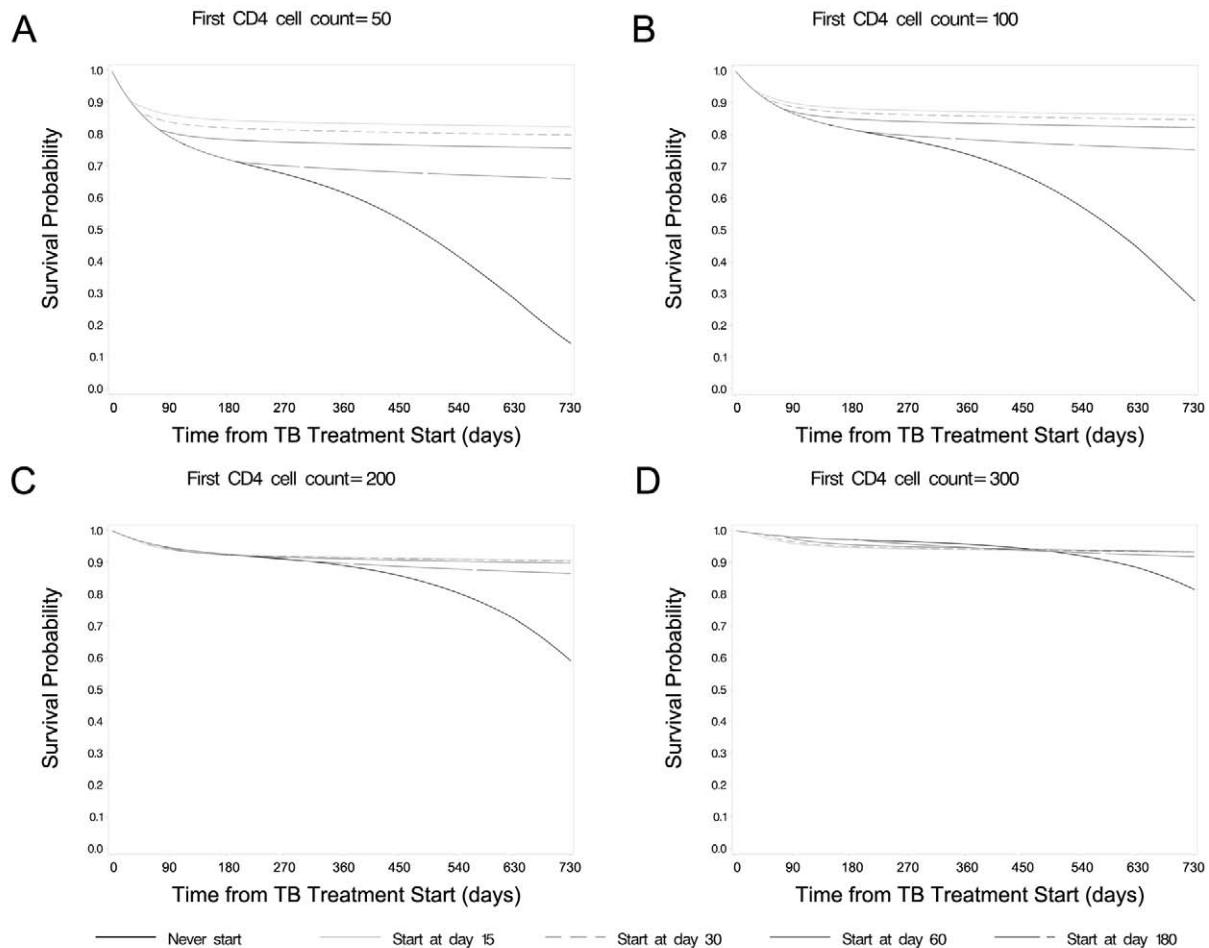 A
First CD4 cell count= 50
Survival Probability
1.0
0.9
0.8
0.7
0.6
0.5
0.4
0.3
0.2
0.1
0.0
0 90 180 270 360 450 540 630 730
Time from TB Treatment Start (days)
B
First CD4 cell count= 100
Survival Probability
1.0
0.9
0.8
0.7
0.6
0.5
0.4
0.3
0.2
0.1
0.0
0 90 180 270 360 450 540 630 730
Time from TB Treatment Start (days)
C
First CD4 cell count= 200
Survival Probability
1.0
0.9
0.8
0.7
0.6
0.5
0.4
0.3
0.2
0.1
0.0
0 90 180 270 360 450 540 630 730
Time from TB Treatment Start (days)
D
First CD4 cell count= 300
Survival Probability
1.0
0.9
0.8
0.7
0.6
0.5
0.4
0.3
0.2
0.1
0.0
0 90 180 270 360 450 540 630 730
Time from TB Treatment Start (days)
Never start Start at day 15 Start at day 30 Start at day 60 Start at day 180